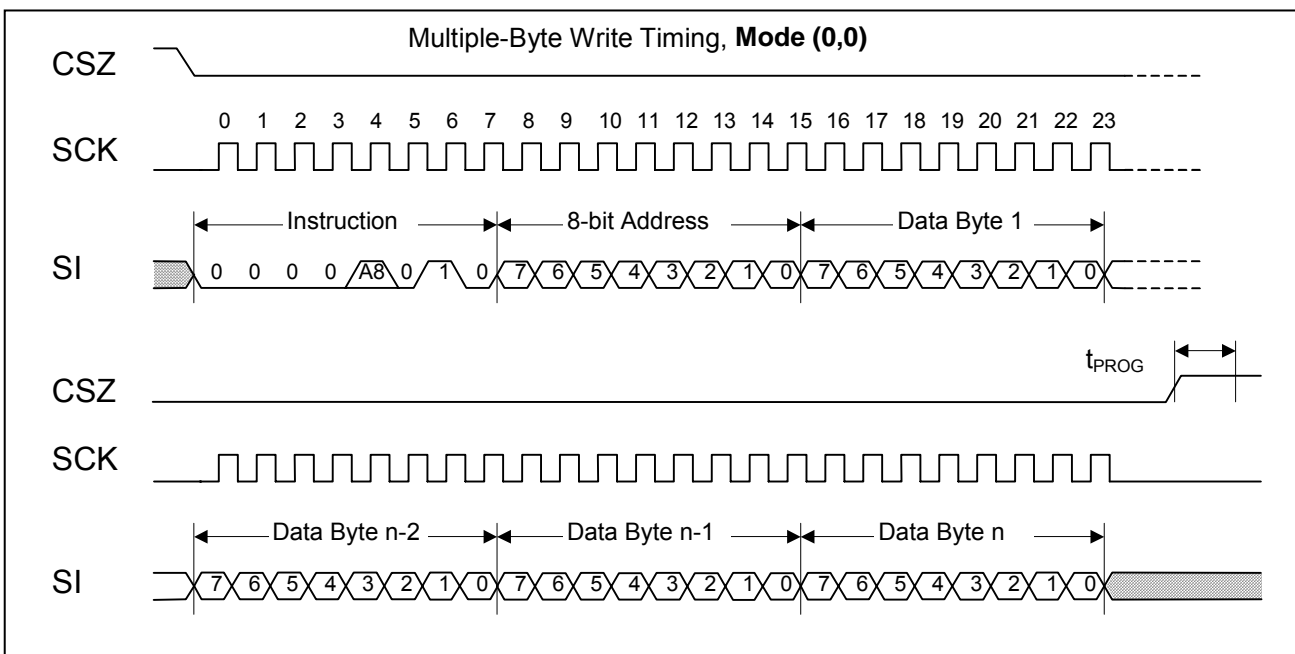 Multiple-Byte Write Timing, Mode (0,0)
CSZ
0 1 2 3 4 5 6 7 8 9 10 11 12 13 14 15 16 17 18 19 20 21 22 23
SCK
Instruction 8-bit Address Data Byte 1
SI 0 0 0 0 A8 0 1 0 7 6 5 4 3 2 1 0 7 6 5 4 3 2 1 0
tPROG
CSZ
SCK
Data Byte n-2 Data Byte n-1 Data Byte n
SI 7 6 5 4 3 2 1 0 7 6 5 4 3 2 1 0 7 6 5 4 3 2 1 0